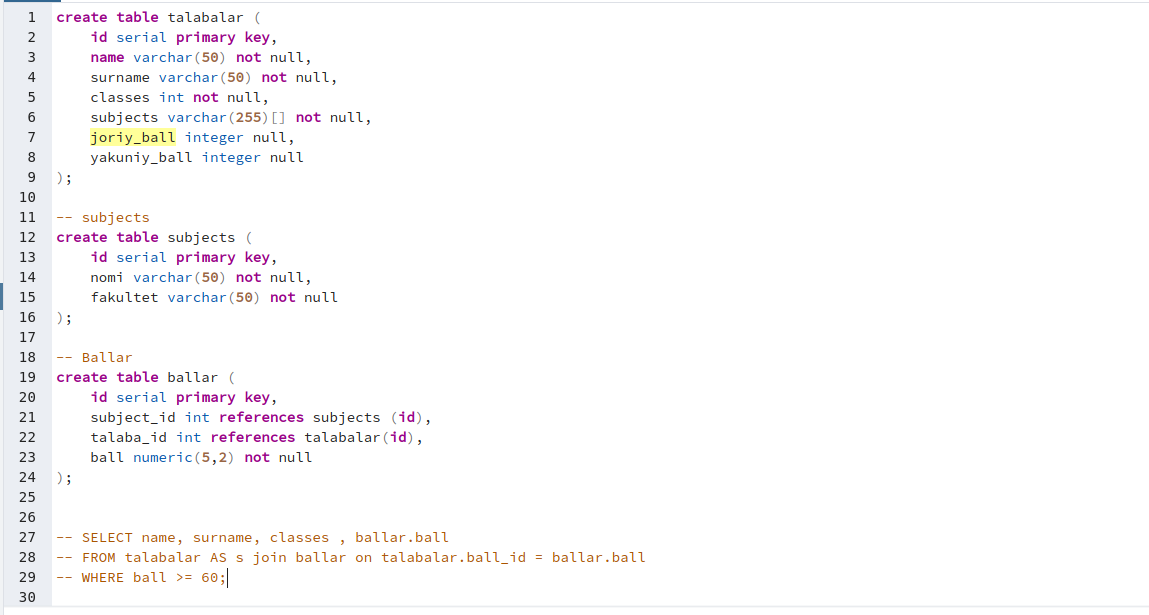 1 create table talabalar (
2     id serial primary key,
3     name varchar(50) not null,
4     surname varchar(50) not null,
5     classes int not null,
6     subjects varchar(255)[] not null,
7     joriy_ball integer null,
8     yakuniy_ball integer null
9 );
10
11 -- subjects
12 create table subjects (
13     id serial primary key,
14     nomi varchar(50) not null,
15     fakultet varchar(50) not null
16 );
17
18 -- Ballar
19 create table ballar (
20     id serial primary key,
21     subject_id int references subjects (id),
22     talaba_id int references talabalar(id),
23     ball numeric(5,2) not null
24 );
25
26
27 -- SELECT name, surname, classes , ballar.ball
28 -- FROM talabalar AS s join ballar on talabalar.ball_id = ballar.ball
29 -- WHERE ball >= 60;
30